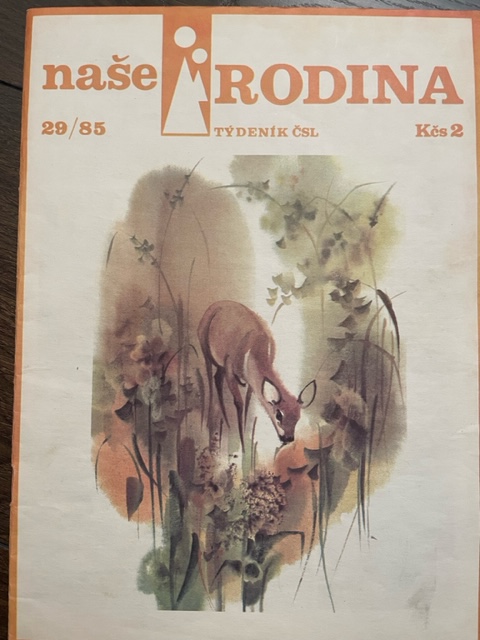 naše RODINA
29/85 TÝDENÍK ČSL Kčs 2